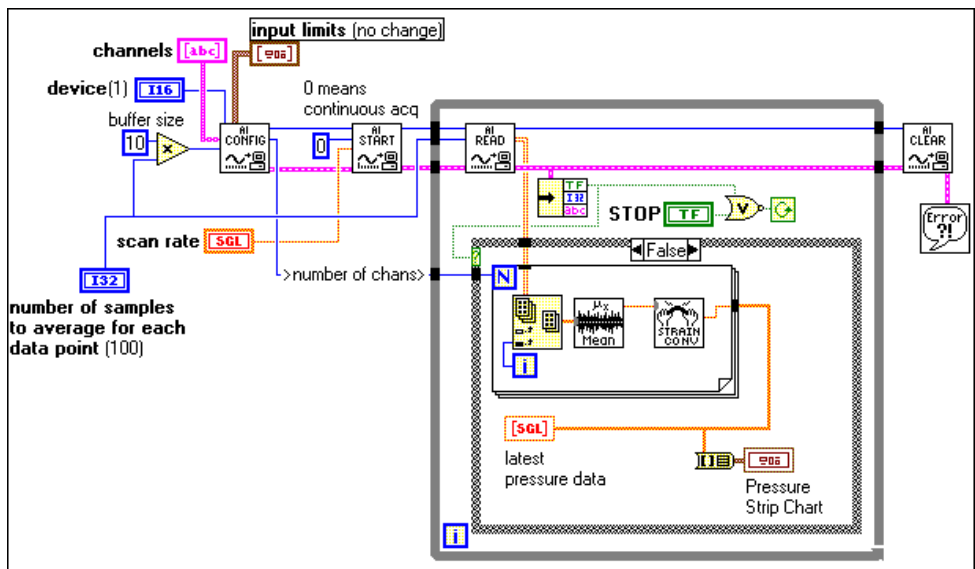 input limits (no change)
channels [abc]
device(1) I16
buffer size
10
x
0 means
continuous acq
0
AI
CONFIG
AI
START
AI
READ
AI
CLEAR
TF
I32
abc
STOP TF
V
Error
?!
scan rate SGL
I32
number of samples
to average for each
data point (100)
>number of chans>
?
False
N
i
μx
Mean
STRAIN
CONV
[SGL]
latest
pressure data
Pressure
Strip Chart
i